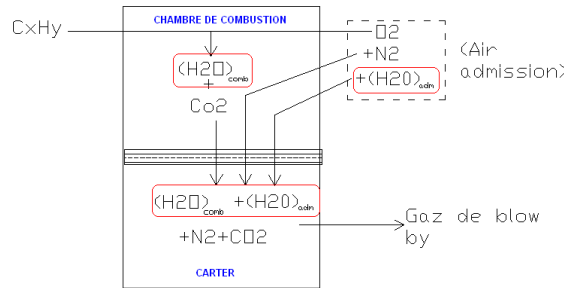 CHAMBRE DE COMBUSTION
CxHy
O2
+N2
+(H2O)adm
(Air
admission)
(H2O)comb
+
Co2
(H2O)comb +(H2O)adm
+N2+CO2
Gaz de blow
by
CARTER